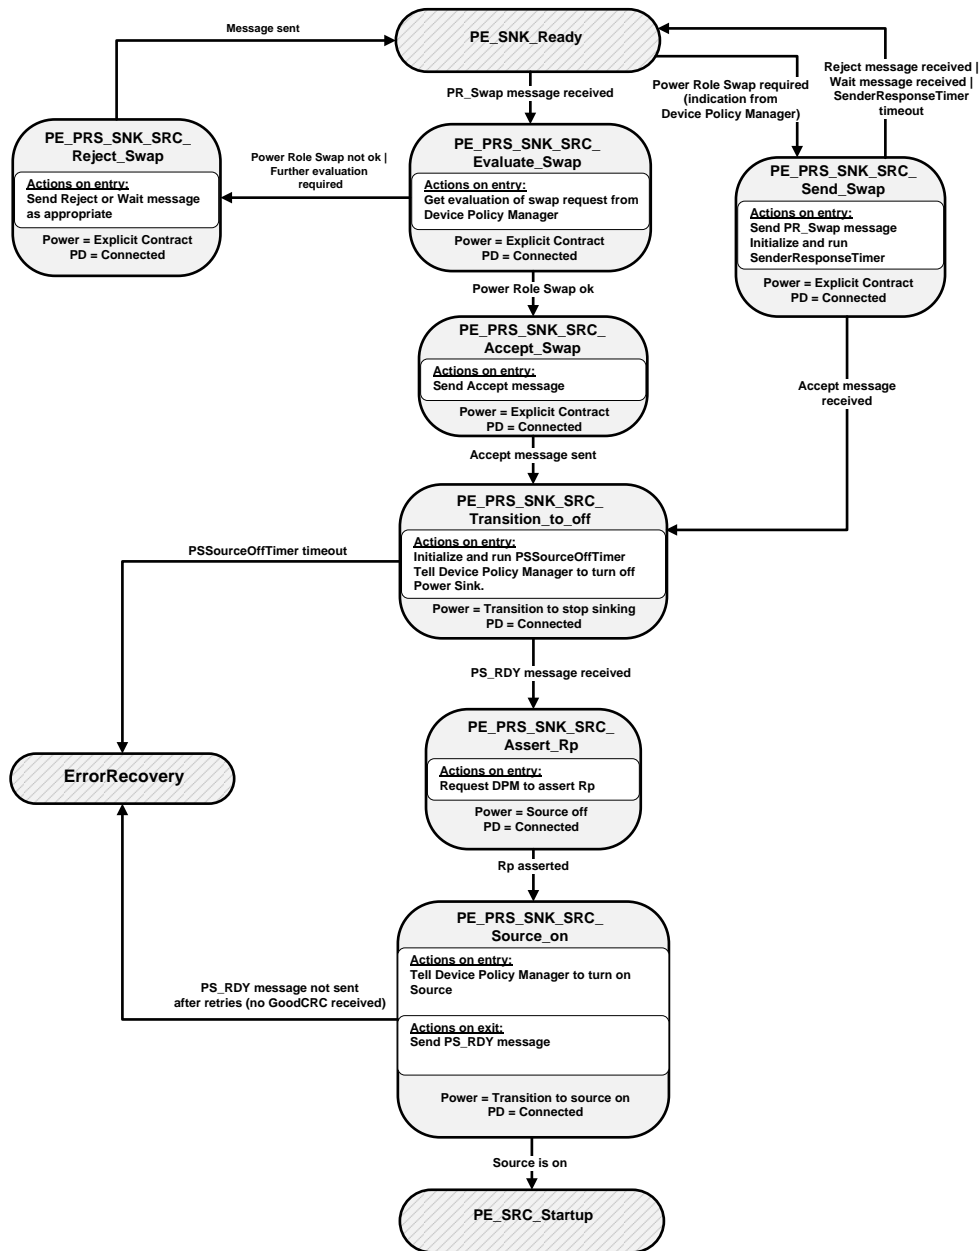 Message sent
PE_SNK_Ready
Reject message received |
Wait message received |
SenderResponseTimer
timeout
PR_Swap message received
Power Role Swap required
(indication from
Device Policy Manager)
PE_PRS_SNK_SRC_
Reject_Swap
Actions on entry:
Send Reject or Wait message
as appropriate
Power = Explicit Contract
PD = Connected
Power Role Swap not ok |
Further evaluation
required
PE_PRS_SNK_SRC_
Evaluate_Swap
Actions on entry:
Get evaluation of swap request from
Device Policy Manager
Power = Explicit Contract
PD = Connected
PE_PRS_SNK_SRC_
Send_Swap
Actions on entry:
Send PR_Swap message
Initialize and run
SenderResponseTimer
Power = Explicit Contract
PD = Connected
Power Role Swap ok
PE_PRS_SNK_SRC_
Accept_Swap
Actions on entry:
Send Accept message
Power = Explicit Contract
PD = Connected
Accept message
received
Accept message sent
PE_PRS_SNK_SRC_
Transition_to_off
Actions on entry:
Initialize and run PSSourceOffTimer
Tell Device Policy Manager to turn off
Power Sink.
Power = Transition to stop sinking
PD = Connected
PSSourceOffTimer timeout
PS_RDY message received
PE_PRS_SNK_SRC_
Assert_Rp
Actions on entry:
Request DPM to assert Rp
Power = Source off
PD = Connected
ErrorRecovery
Rp asserted
PE_PRS_SNK_SRC_
Source_on
Actions on entry:
Tell Device Policy Manager to turn on
Source
Actions on exit:
Send PS_RDY message
Power = Transition to source on
PD = Connected
PS_RDY message not sent
after retries (no GoodCRC received)
Source is on
PE_SRC_Startup